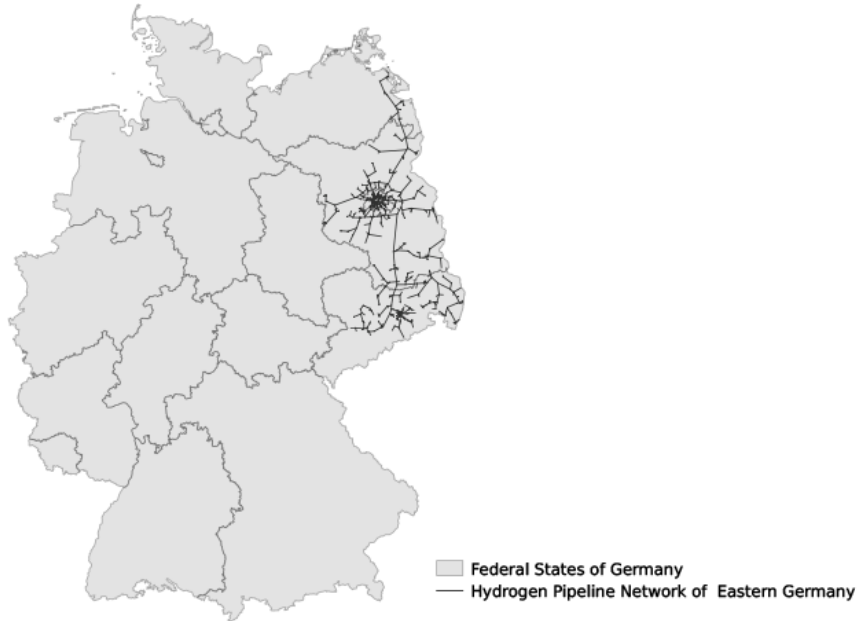 Federal States of Germany
Hydrogen Pipeline Network of Eastern Germany